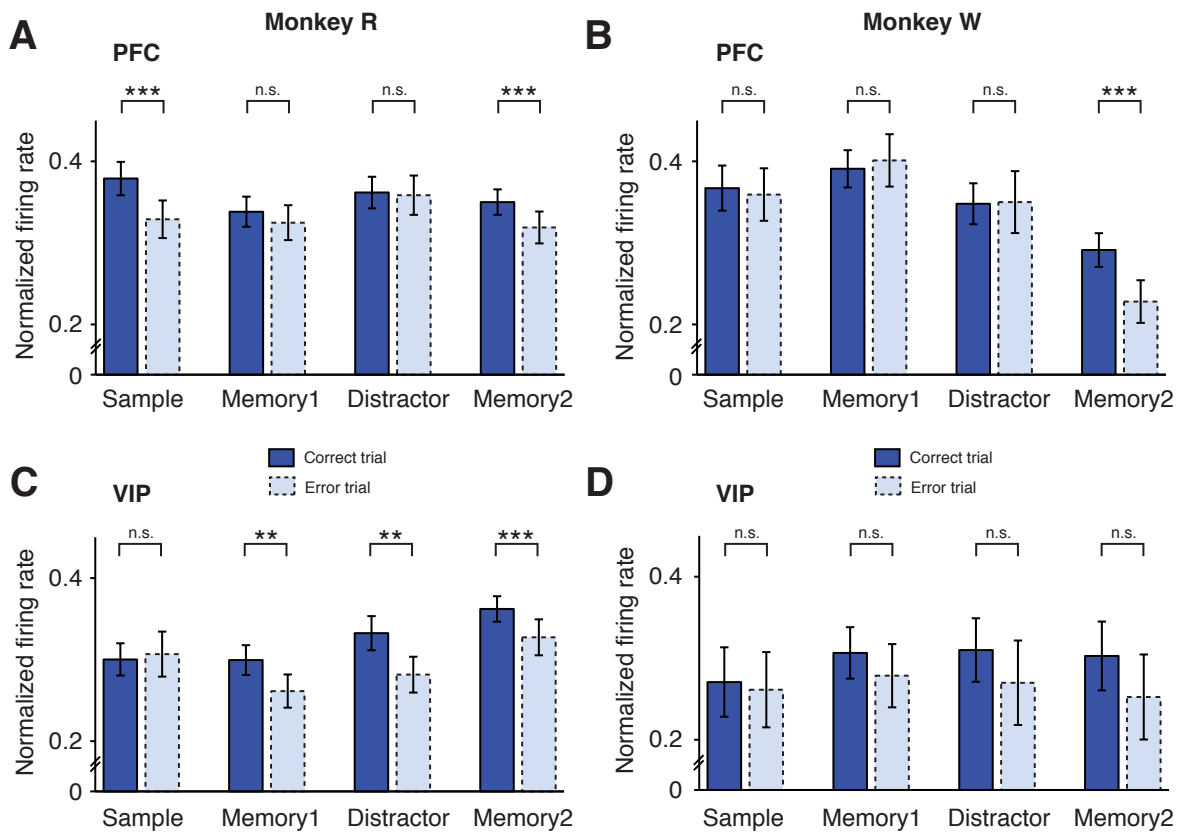 A
Monkey R
PFC
*** n.s. n.s. ***
Normalized firing rate
0.4
0.2
0
Sample Memory1 Distractor Memory2
B
Monkey W
PFC
n.s. n.s. n.s. ***
Normalized firing rate
0.4
0.2
0
Sample Memory1 Distractor Memory2
Correct trial
Error trial
Correct trial
Error trial
C
VIP
n.s. ** ** ***
Normalized firing rate
0.4
0.2
0
Sample Memory1 Distractor Memory2
D
VIP
n.s. n.s. n.s. n.s.
Normalized firing rate
0.4
0.2
0
Sample Memory1 Distractor Memory2